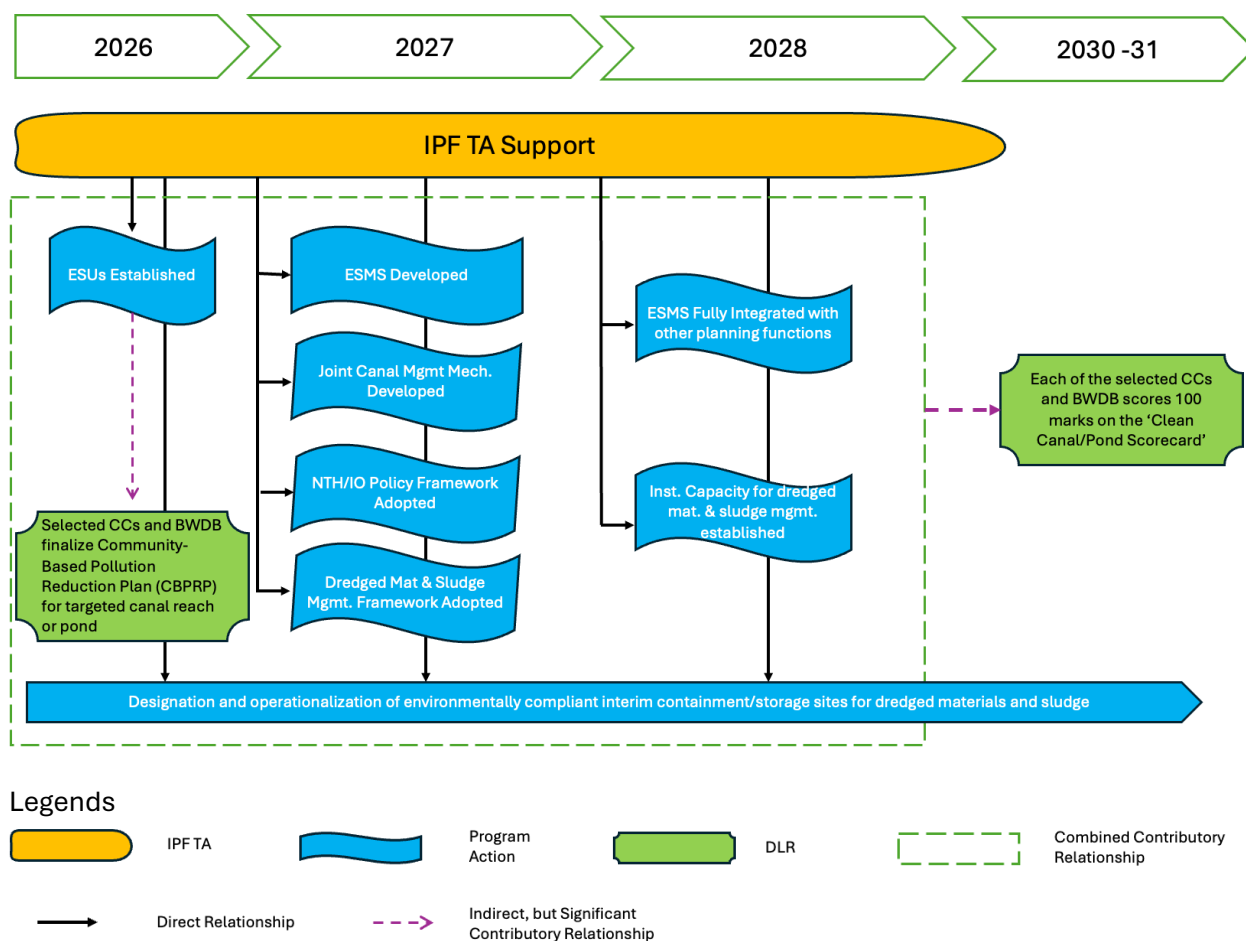 2026
2027
2028
2030 -31
IPF TA Support
ESUs Established
ESMS Developed
ESMS Fully Integrated with
other planning functions
Joint Canal Mgmt Mech.
Developed
Each of the selected CCs
and BWDB scores 100
marks on the ‘Clean
Canal/Pond Scorecard’
NTH/IO Policy Framework
Adopted
Inst. Capacity for dredged
mat. & sludge mgmt.
established
Selected CCs and BWDB
finalize Community-
Based Pollution
Reduction Plan (CBPRP)
for targeted canal reach
or pond
Dredged Mat & Sludge
Mgmt. Framework Adopted
Designation and operationalization of environmentally compliant interim containment/storage sites for dredged materials and sludge
Legends
IPF TA
Program
Action
DLR
Combined Contributory
Relationship
Direct Relationship
Indirect, but Significant
Contributory Relationship